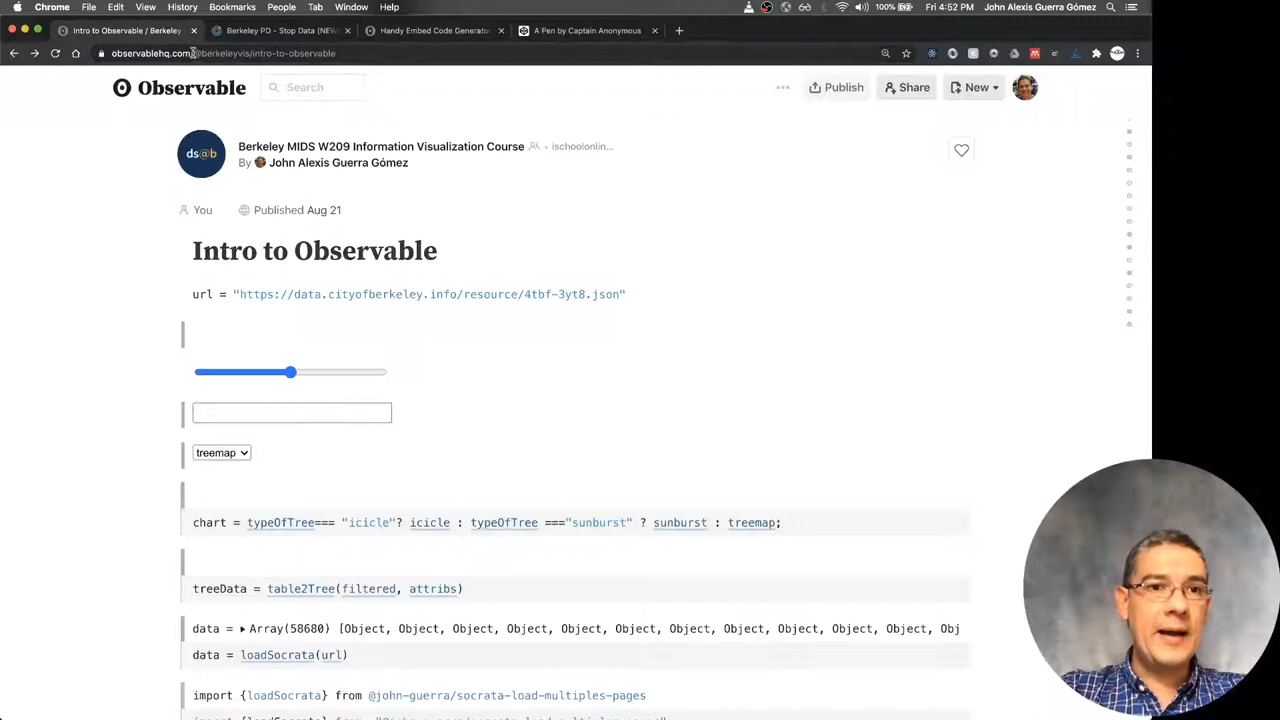 Chrome File Edit View History Bookmarks People Tab Window Help 100% Fri 4:52 PM John Alexis Guerra Gómez
Intro to Observable / Berkeley Berkeley PD - Stop Data (NEW Handy Embed Code Generator A Pen by Captain Anonymous
observablehq.com/@berkeleyvis/intro-to-observable
Observable Search Publish Share New
ds@b
Berkeley MIDS W209 Information Visualization Course ischoolonlin...
By John Alexis Guerra Gómez
You Published Aug 21
Intro to Observable
url = "https://data.cityofberkeley.info/resource/4tbf-3yt8.json"
treemap
chart = typeOfTree=== "icicle"? icicle : typeOfTree ==="sunburst" ? sunburst : treemap;
treeData = table2Tree(filtered, attribs)
data = ▸Array(58680) [Object, Object, Object, Object, Object, Object, Object, Object, Object, Object, Object, Obj
data = loadSocrata(url)
import {loadSocrata} from @john-guerra/socrata-load-multiples-pages